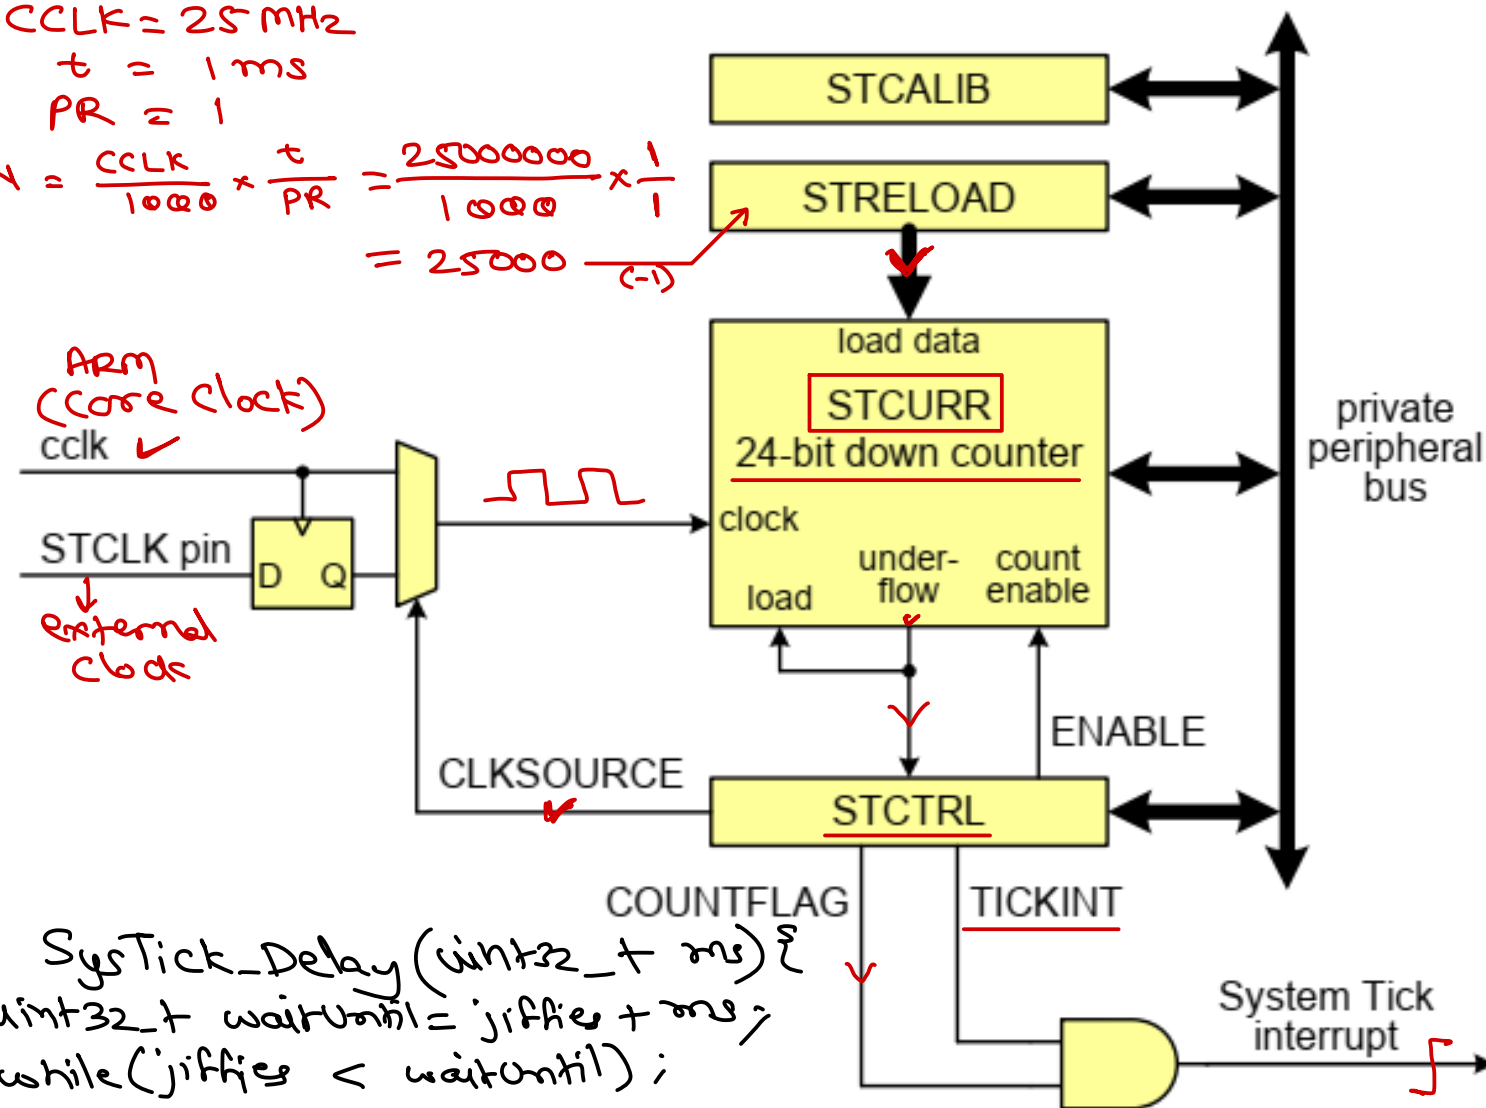 CCLK = 25 MHz
t = 1 ms
PR = 1
= CCLK/1000 × t/PR = 25000000/1000 × 1/1
= 25000
(-1)
STCALIB
STRELOAD
load data
STCURR
24-bit down counter
clock
under-
flow
count
enable
load
private
peripheral
bus
ARM
(core clock)
cclk
STCLK pin
D Q
external
clock
ENABLE
CLKSOURCE
STCTRL
COUNTFLAG
TICKINT
System Tick
interrupt
SysTick_Delay(uint32_t ms){
uint32_t waitUntil = jiffies + ms;
while(jiffies < waitUntil);